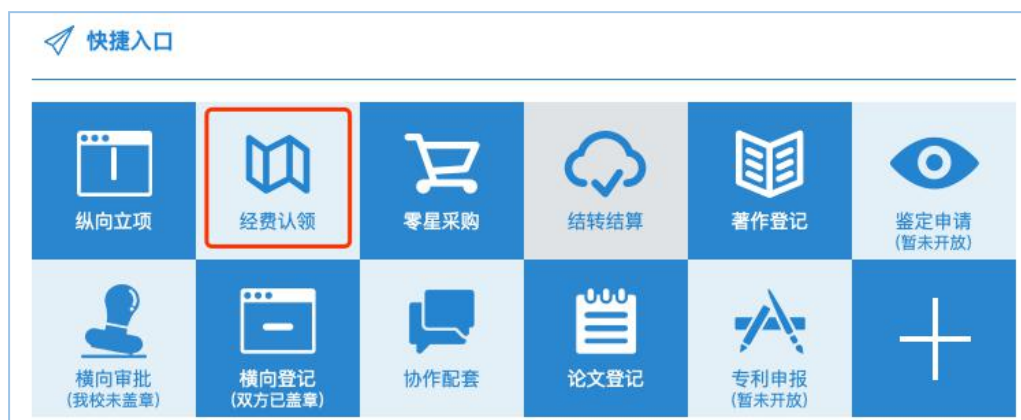 快捷入口
纵向立项
经费认领
零星采购
结转结算
著作登记
鉴定申请
(暂未开放)
横向审批
(我校未盖章)
横向登记
(双方已盖章)
协作配套
论文登记
专利申报
(暂未开放)